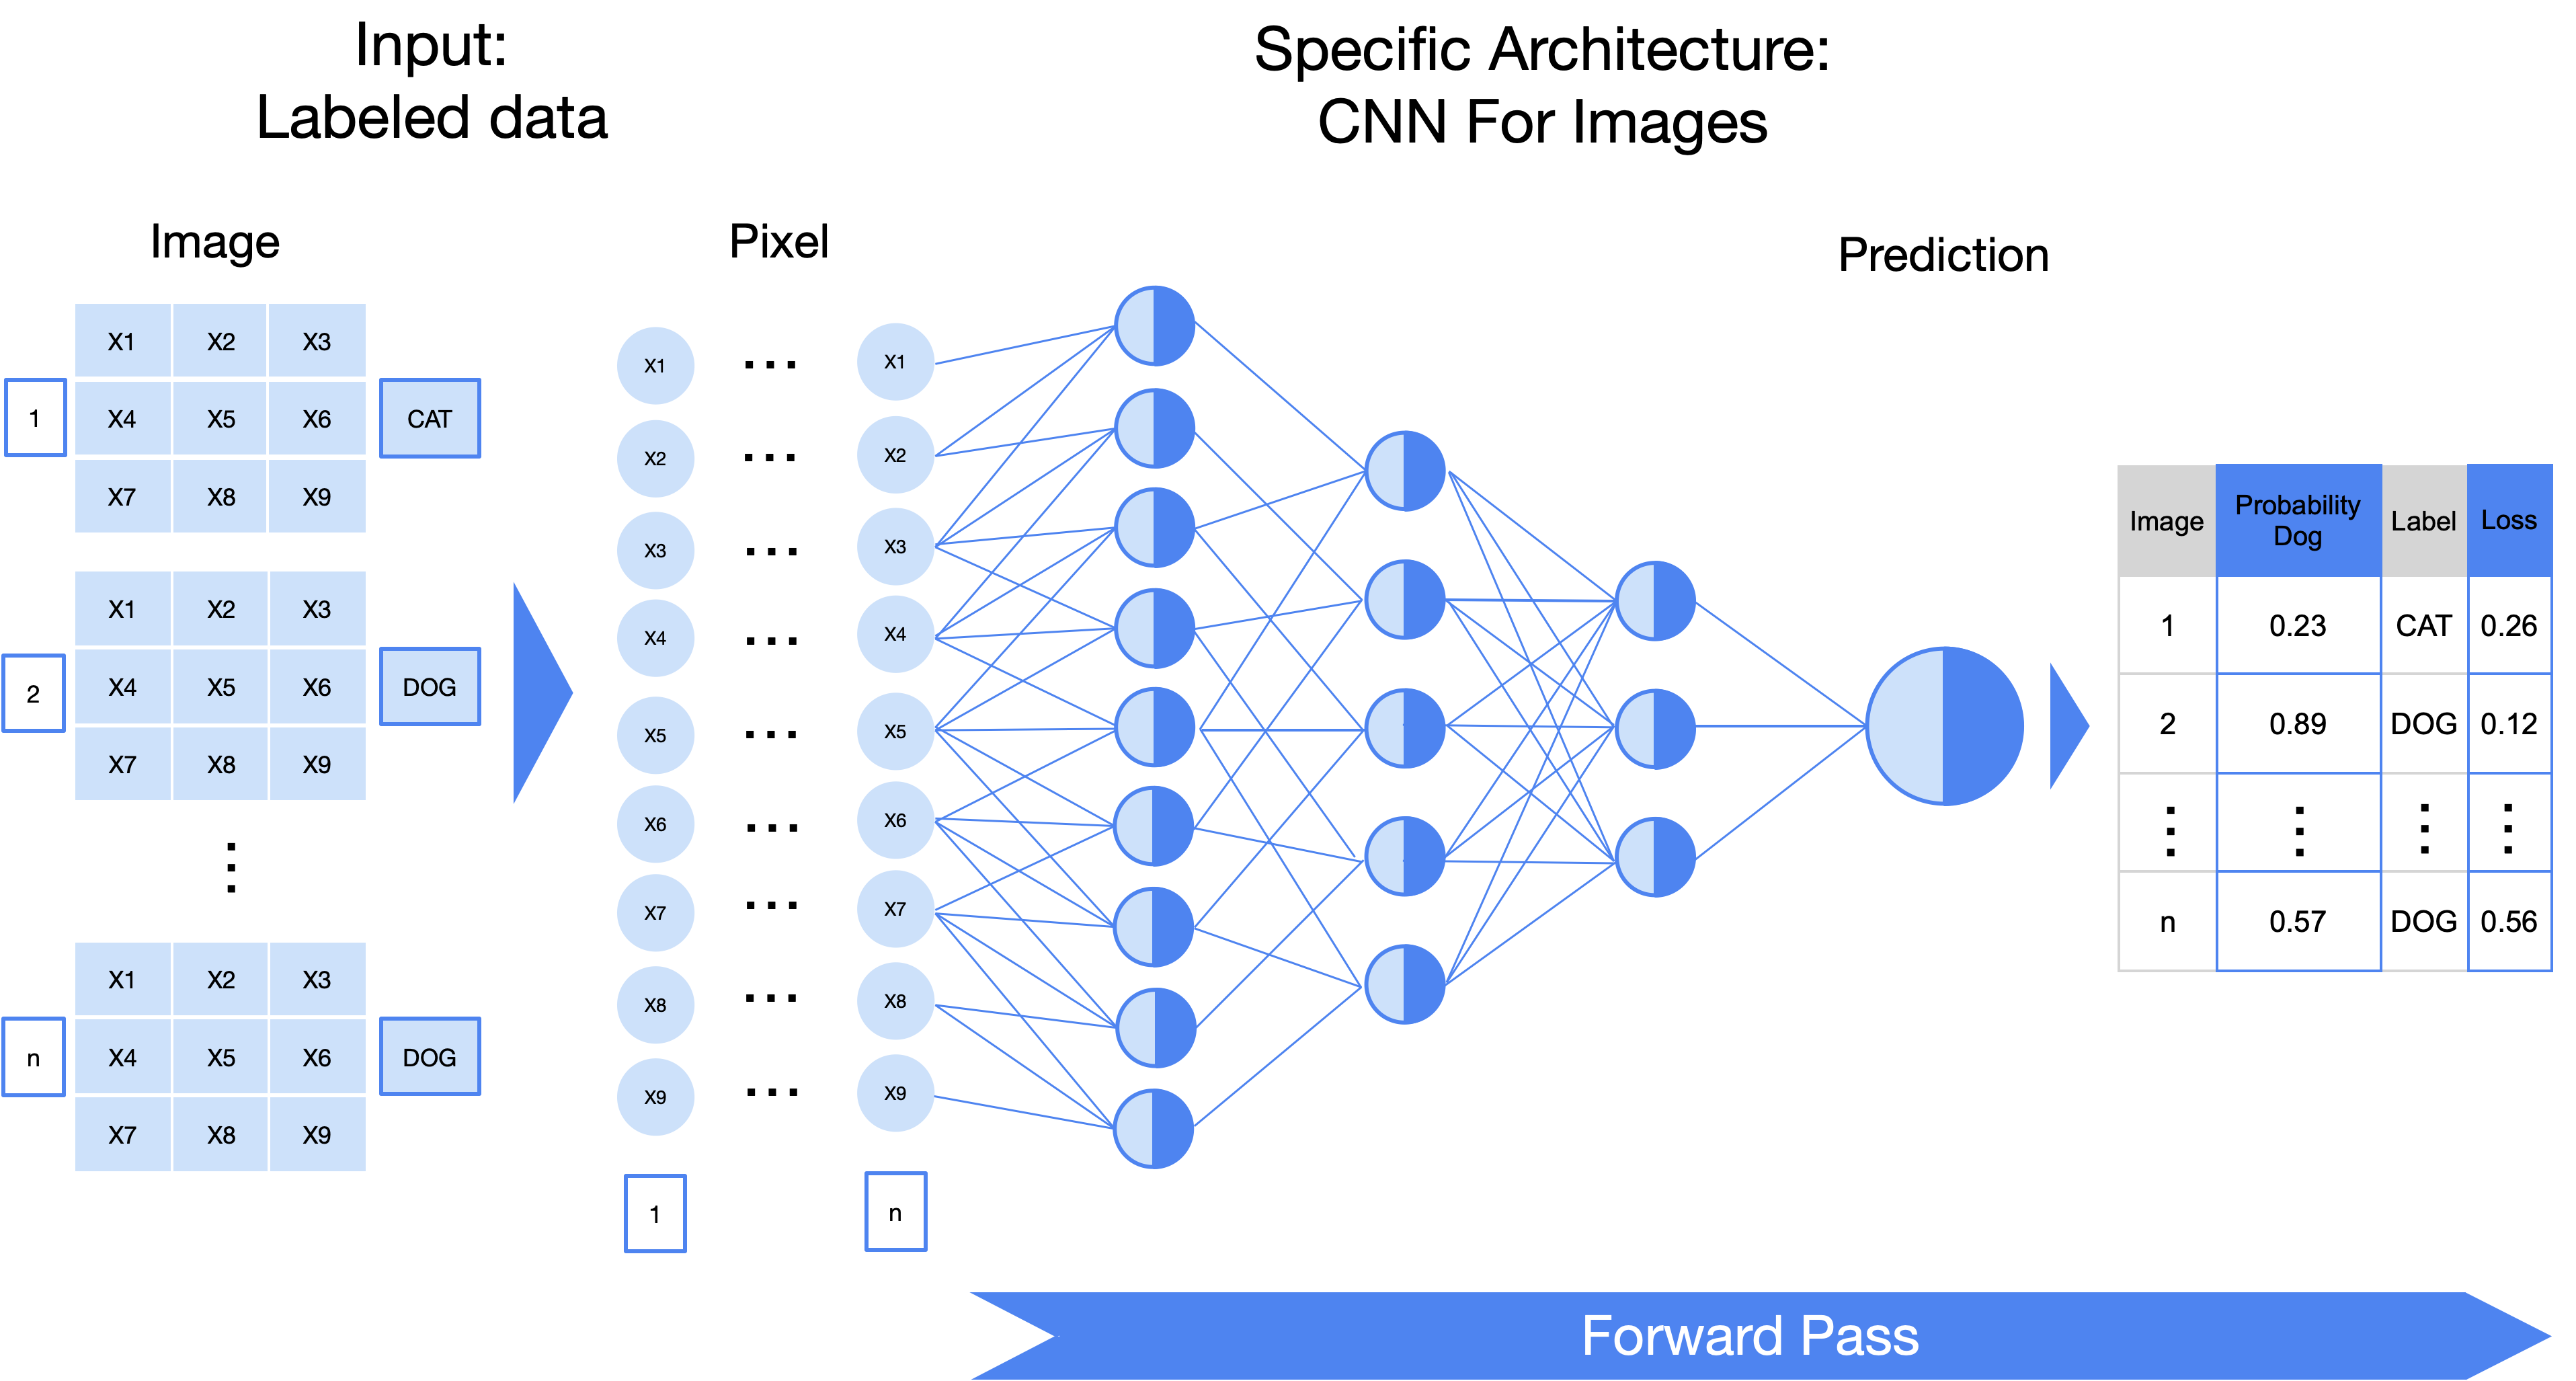 Input:
Labeled data
Specific Architecture:
CNN For Images
Image
Pixel
Prediction
X1 X2 X3
1 X4 X5 X6 CAT
X7 X8 X9
X1 X2 X3
2 X4 X5 X6 DOG
X7 X8 X9
⋮
X1 X2 X3
n X4 X5 X6 DOG
X7 X8 X9
X1 ... X1
X2 ... X2
X3 ... X3
X4 ... X4
X5 ... X5
X6 ... X6
X7 ... X7
X8 ... X8
X9 ... X9
1 n
Image Probability Dog Label Loss
1 0.23 CAT 0.26
2 0.89 DOG 0.12
⋮ ⋮ ⋮ ⋮
n 0.57 DOG 0.56
Forward Pass